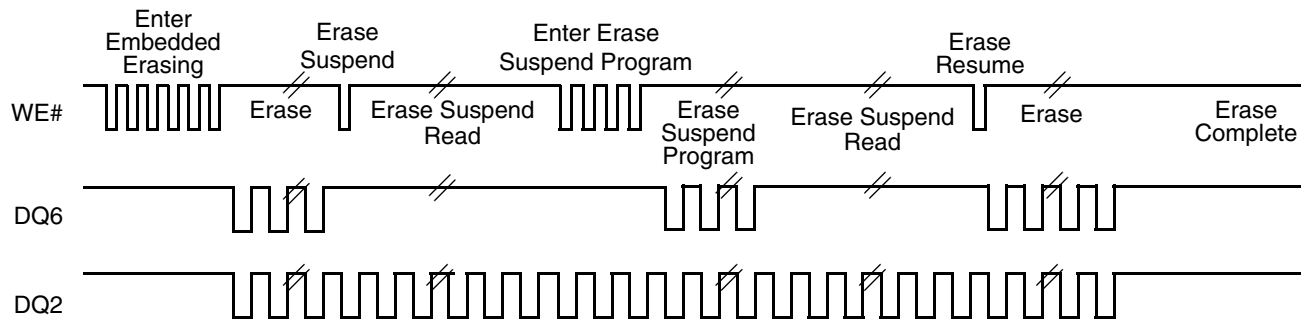 Enter
Embedded
Erasing
Erase
Suspend
Enter Erase
Suspend Program
Erase
Resume
WE#
Erase
Erase Suspend
Read
Erase
Suspend
Program
Erase Suspend
Read
Erase
Erase
Complete
DQ6
DQ2